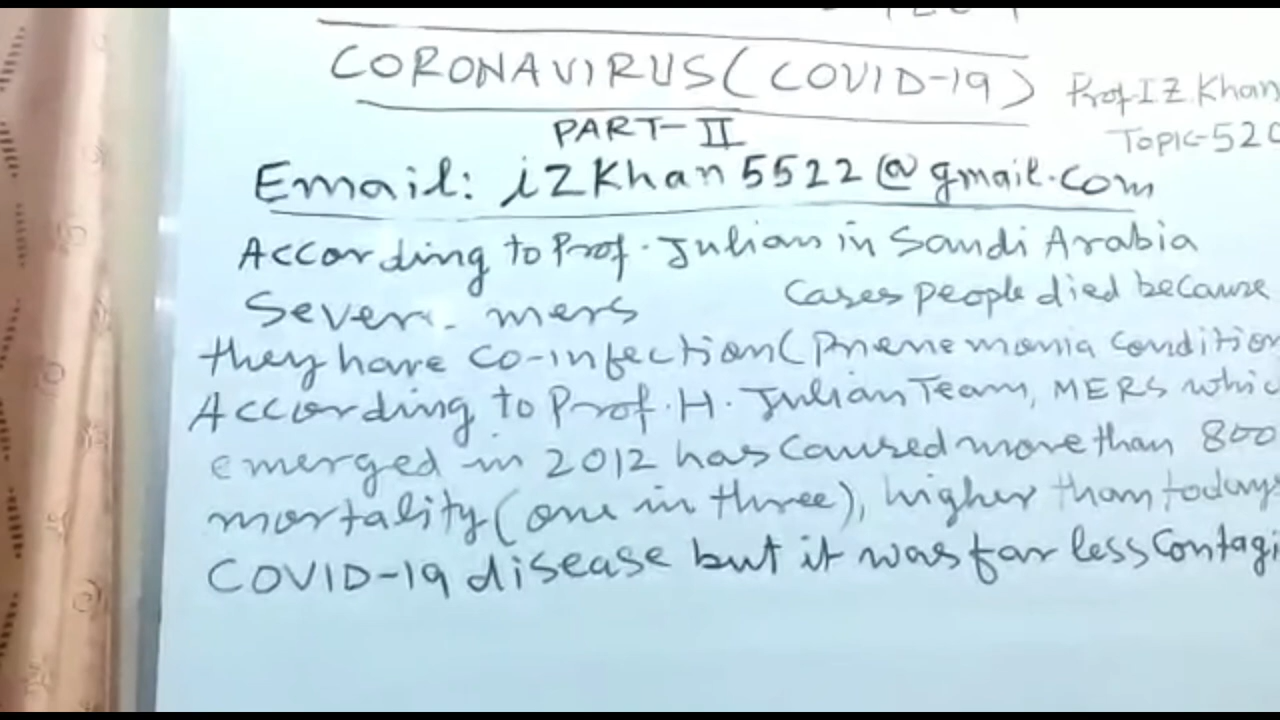 CORONAVIRUS (COVID-19)
Prof. I Z. Khan
PART-II
TOPIC-520
Email: iZKhan5522@gmail.com
According to Prof. Julian in Saudi Arabia
Sever. mers cases people died because
they have co-infection (Pnenemonia condition
According to Prof. H. Julian Team, MERS whic
emerged in 2012 has caused more than 800
mortality (one in three), higher than todays
COVID-19 disease but it was far less Contagi